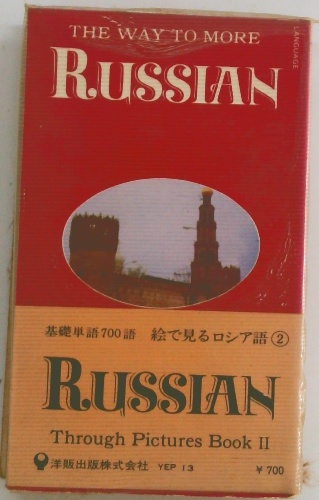 THE WAY TO MORE
RUSSIAN
LANGUAGE
基礎単語700語 絵で見るロシア語②
RUSSIAN
Through Pictures Book II
洋販出版株式会社 YEP 13 ¥700